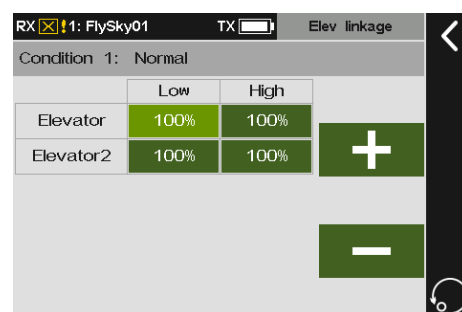 RX !1: FlySky01 TX Elev linkage
Condition 1: Normal
Low High
Elevator 100% 100%
Elevator2 100% 100%